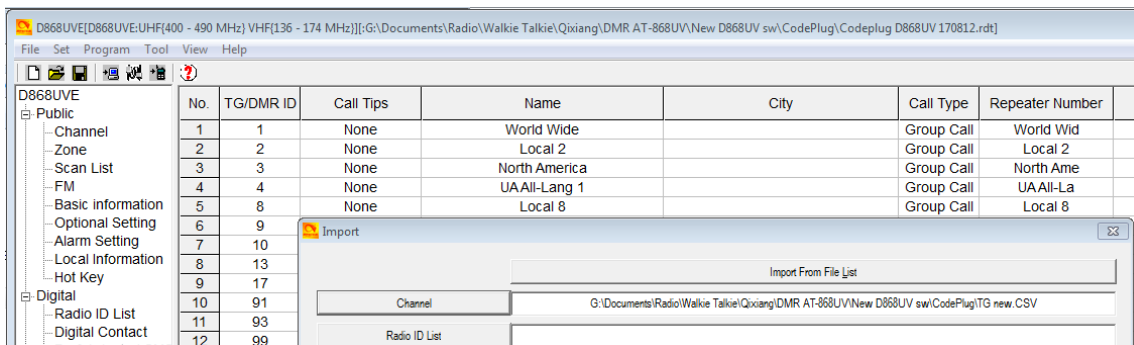 D868UVE[D868UVE:UHF{400 - 490 MHz} VHF{136 - 174 MHz}][:G:\Documents\Radio\Walkie Talkie\Qixiang\DMR AT-868UV\New D868UV sw\CodePlug\Codeplug D868UV 170812.rdt]
File Set Program Tool View Help
D868UVE
Public
Channel
Zone
Scan List
FM
Basic information
Optional Setting
Alarm Setting
Local Information
Hot Key
Digital
Radio ID List
Digital Contact
No. TG/DMR ID Call Tips Name City Call Type Repeater Number
1 1 None World Wide Group Call World Wid
2 2 None Local 2 Group Call Local 2
3 3 None North America Group Call North Ame
4 4 None UAAll-Lang 1 Group Call UAAll-La
5 8 None Local 8 Group Call Local 8
6 9
7 10
8 13
9 17
10 91
11 93
12 99
Import
Import From File List
Channel G:\Documents\Radio\Walkie Talkie\Qixiang\DMR AT-868UV\New D868UV sw\CodePlug\TG new.CSV
Radio ID List